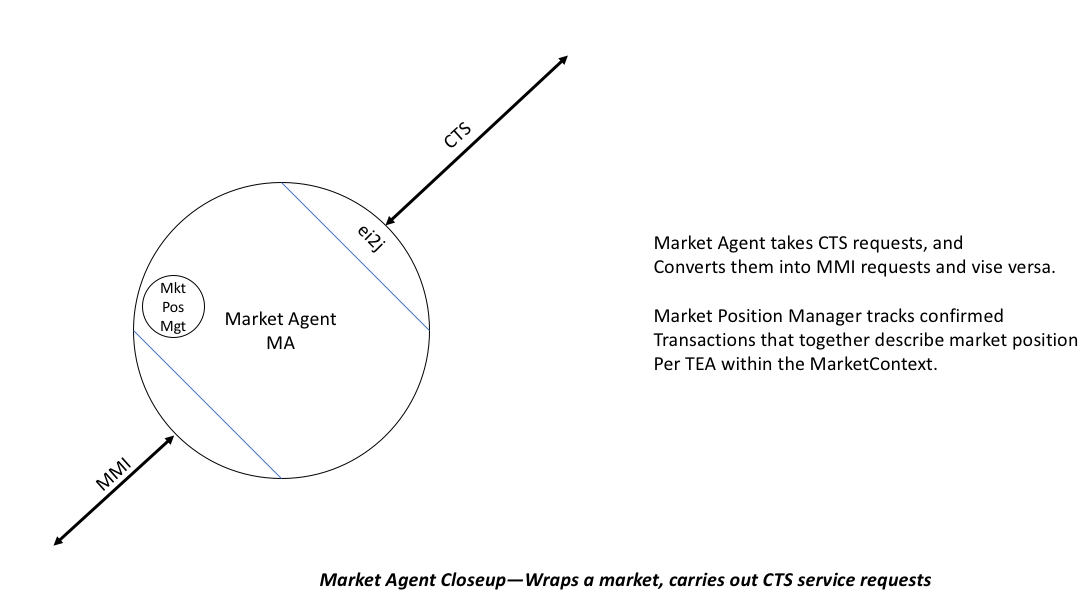 CTS
ei2j
Mkt
Pos
Mgt
Market Agent
MA
MMI
Market Agent takes CTS requests, and
Converts them into MMI requests and vise versa.
Market Position Manager tracks confirmed
Transactions that together describe market position
Per TEA within the MarketContext.
Market Agent Closeup—Wraps a market, carries out CTS service requests